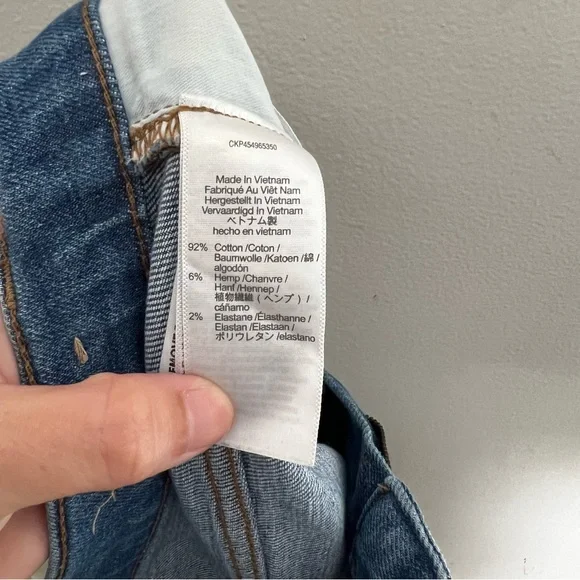 CKP454965350
Made In Vietnam
Fabriqué Au Viêt Nam
Hergestellt In Vietnam
Vervaardigd In Vietnam
ベトナム製
hecho en vietnam
92% Cotton /Coton /
Baumwolle /Katoen /綿 /
algodón
6% Hemp /Chanvre /
Hanf /Hennep /
植物繊維 ( ヘンプ ) /
cáñamo
2% Elastane /Élasthanne /
Elastan /Elastaan /
ポリウレタン /elastano